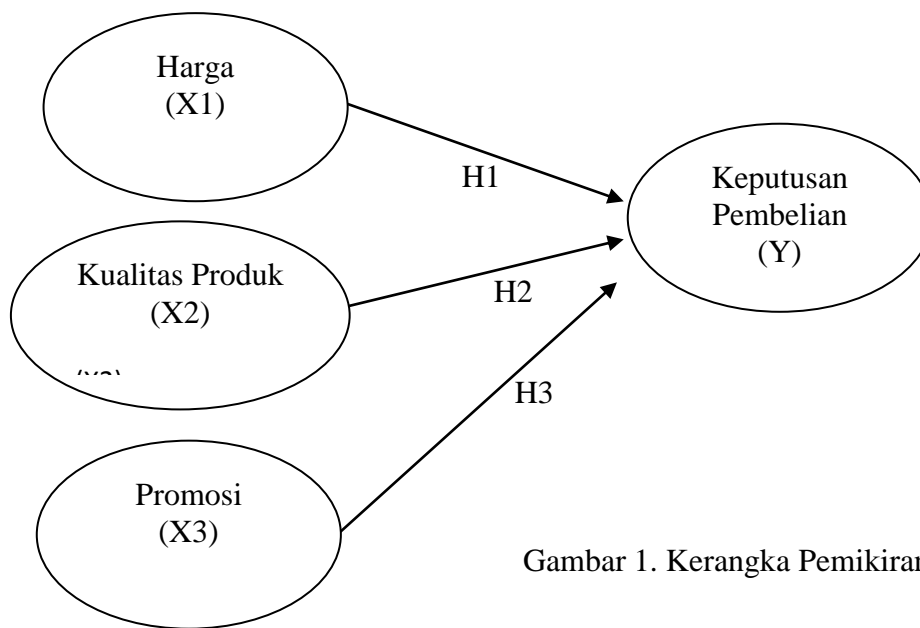 Harga
(X1)
H1
Keputusan
Pembelian
(Y)
Kualitas Produk
(X2)
H2
H3
Promosi
(X3)
Gambar 1. Kerangka Pemikiran